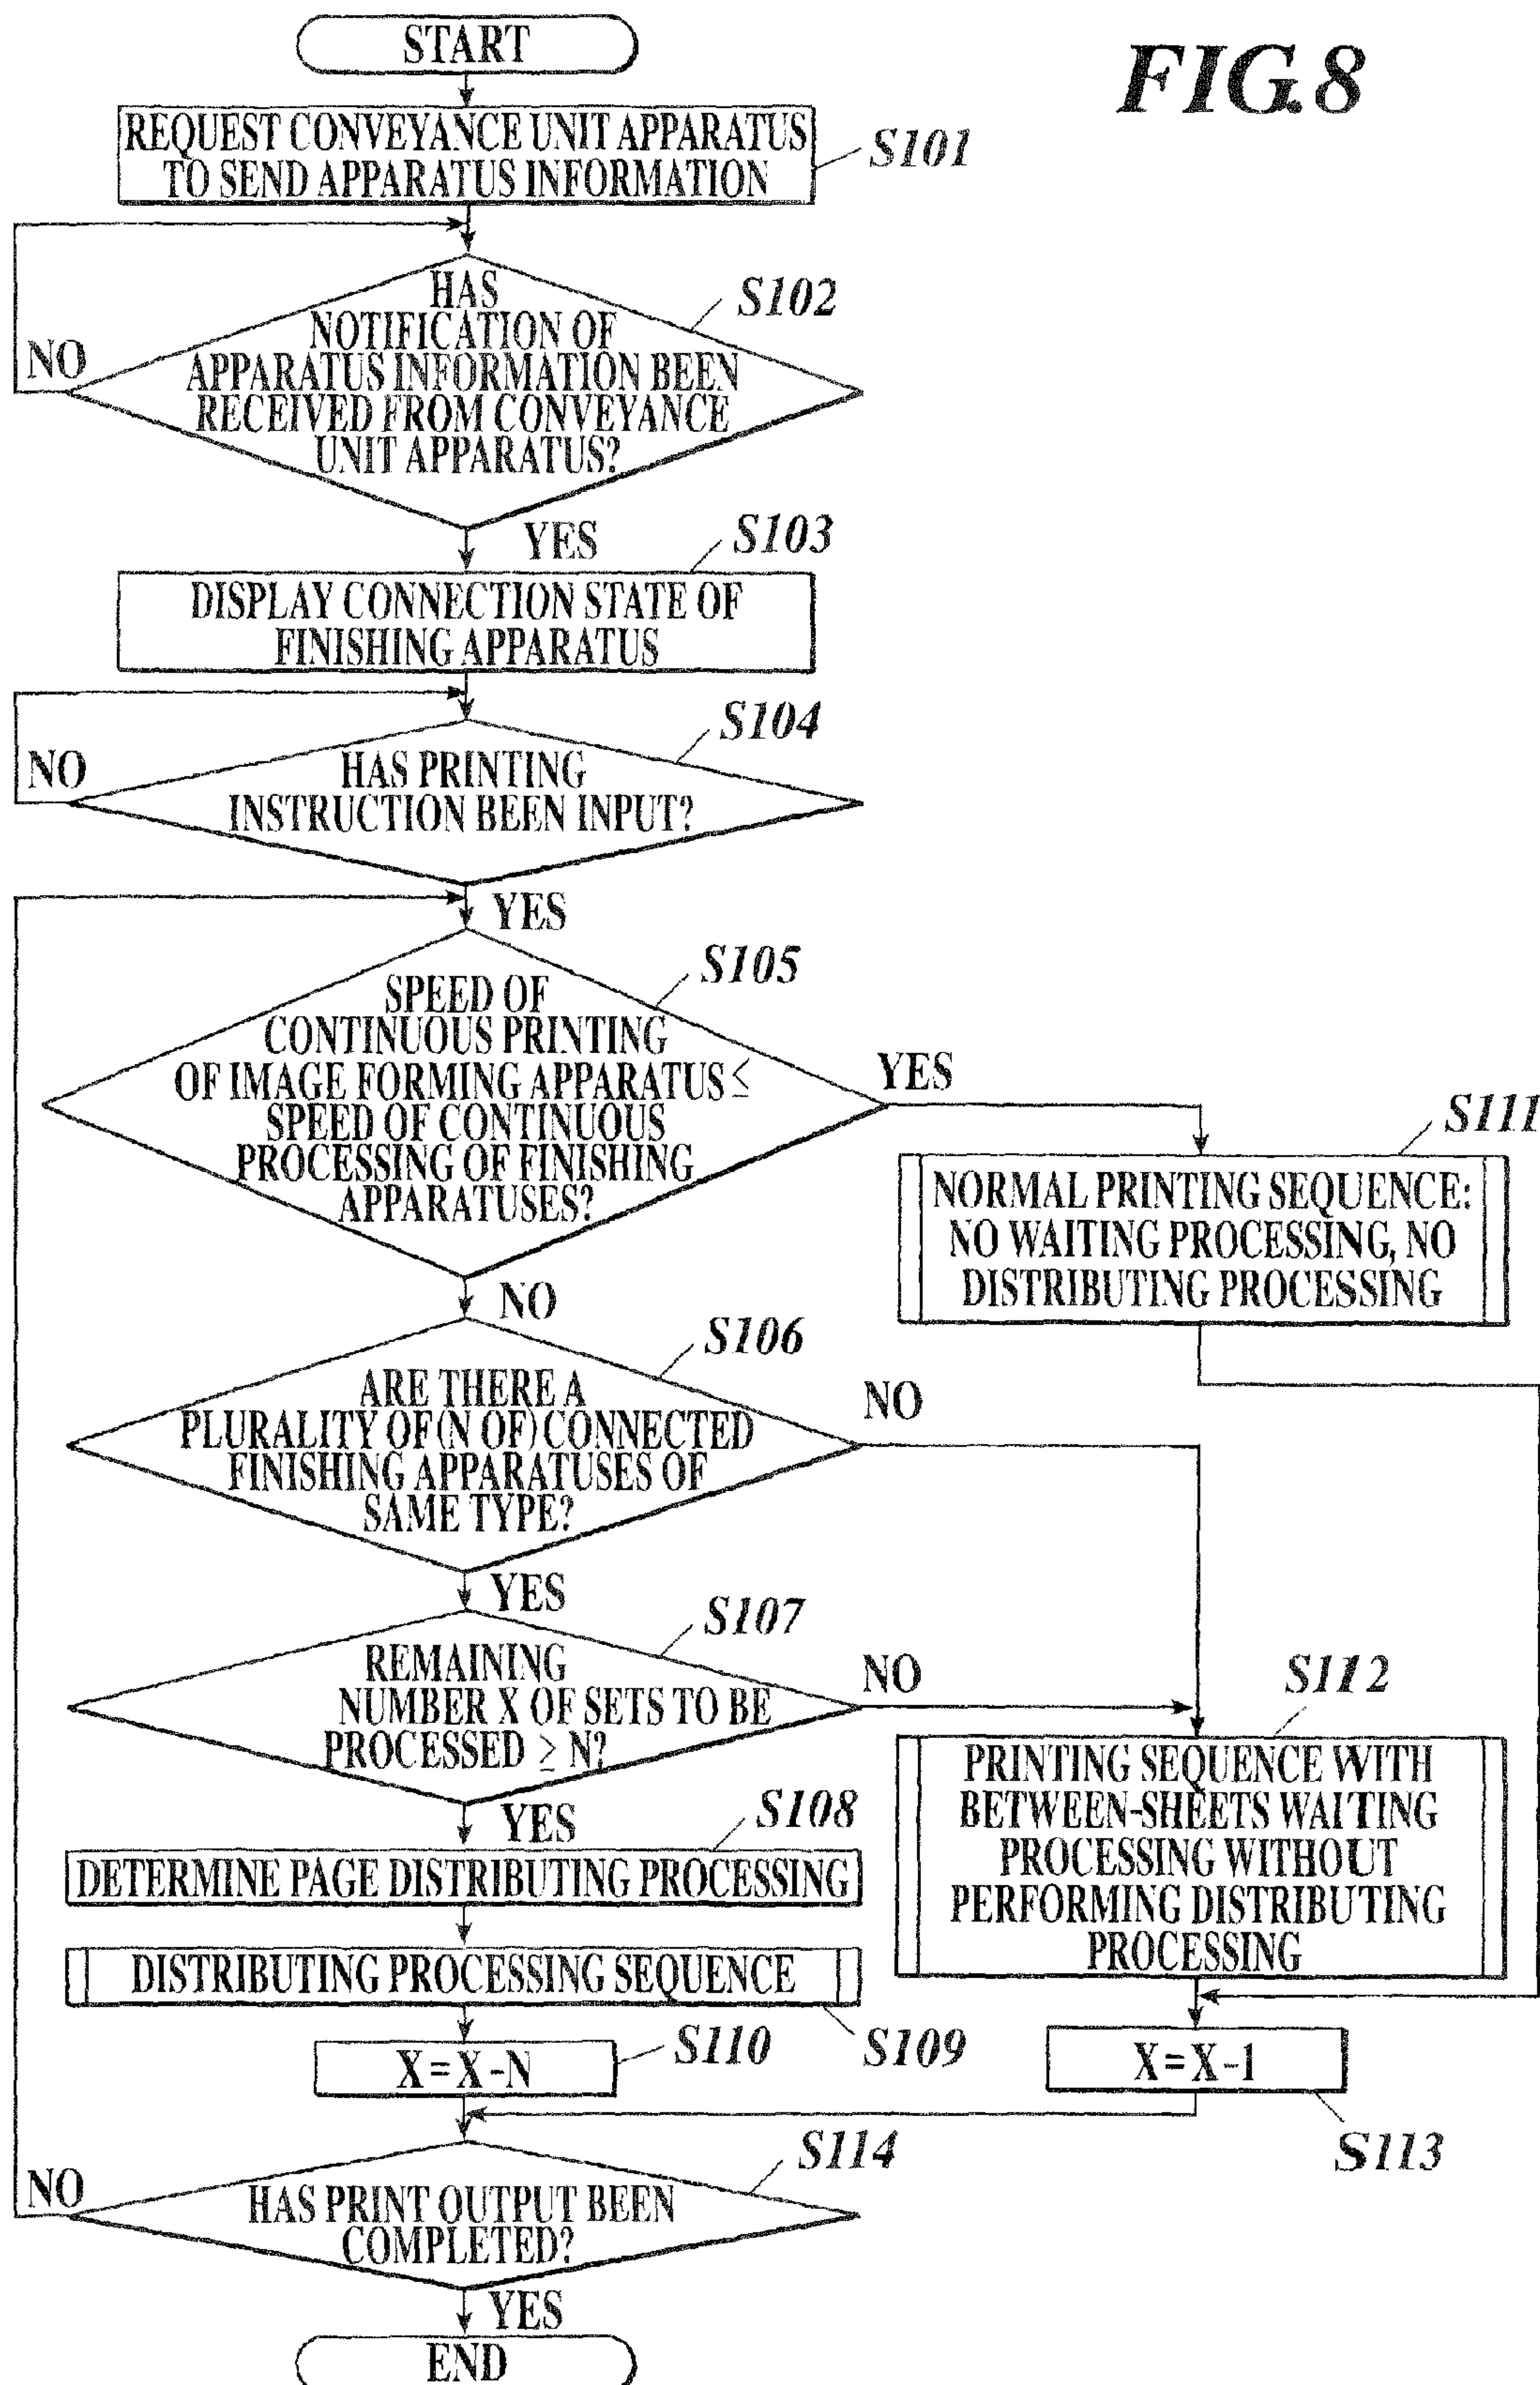 FIG.8
START
REQUEST CONVEYANCE UNIT APPARATUS
TO SEND APPARATUS INFORMATION
S101
HAS
NOTIFICATION OF
APPARATUS INFORMATION BEEN
RECEIVED FROM CONVEYANCE
UNIT APPARATUS?
S102
NO
YES
S103
DISPLAY CONNECTION STATE OF
FINISHING APPARATUS
S104
NO
HAS PRINTING
INSTRUCTION BEEN INPUT?
YES
S105
SPEED OF
CONTINUOUS PRINTING
OF IMAGE FORMING APPARATUS ≤
SPEED OF CONTINUOUS
PROCESSING OF FINISHING
APPARATUSES?
YES
S111
NORMAL PRINTING SEQUENCE:
NO WAITING PROCESSING, NO
DISTRIBUTING PROCESSING
NO
S106
ARE THERE A
PLURALITY OF (N OF) CONNECTED
FINISHING APPARATUSES OF
SAME TYPE?
NO
YES
S107
REMAINING
NUMBER X OF SETS TO BE
PROCESSED ≥ N?
NO
S112
PRINTING SEQUENCE WITH
BETWEEN-SHEETS WAITING
PROCESSING WITHOUT
PERFORMING DISTRIBUTING
PROCESSING
YES
S108
DETERMINE PAGE DISTRIBUTING PROCESSING
DISTRIBUTING PROCESSING SEQUENCE
S109
X=X-N
S110
X=X-1
S113
S114
NO
HAS PRINT OUTPUT BEEN
COMPLETED?
YES
END